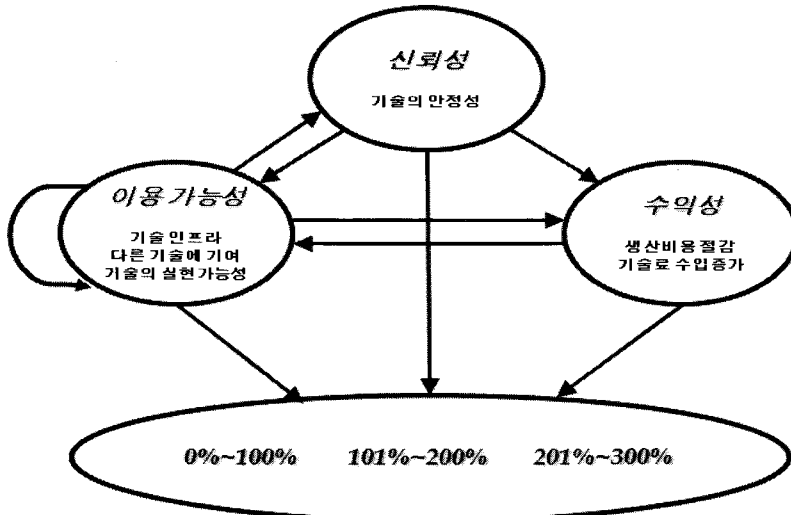 신뢰성
기술의 안정성
이용가능성
기술 인프라
다른 기술에 기여
기술의 실현가능성
수익성
생산비용 절감
기술로 수입증가
0%~100% 101%~200% 201%~300%